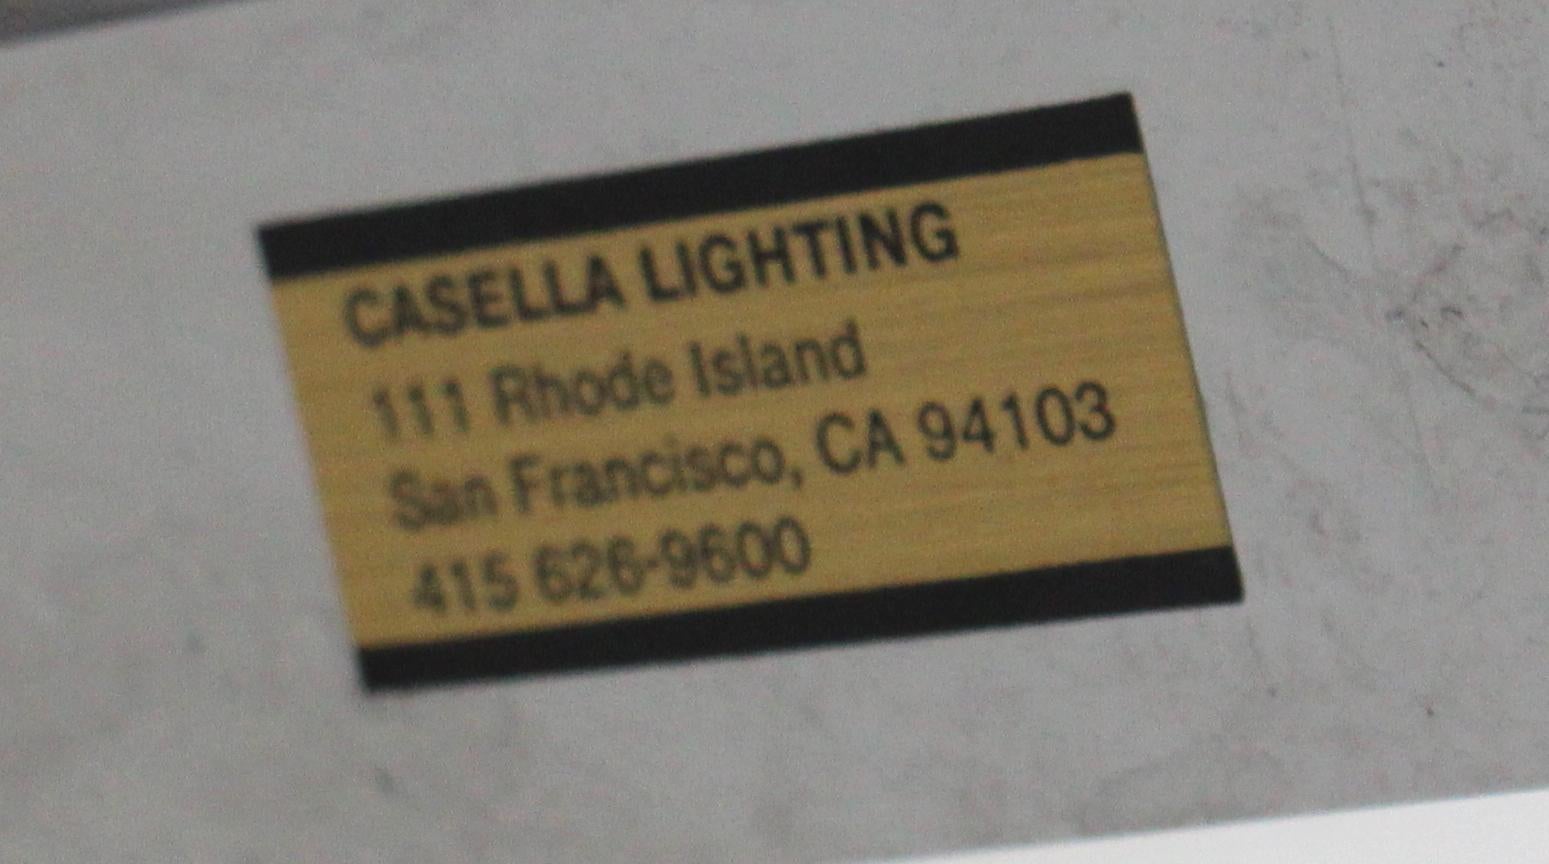 CASELLA LIGHTING
111 Rhode Island
San Francisco, CA 94103
415 626-9600